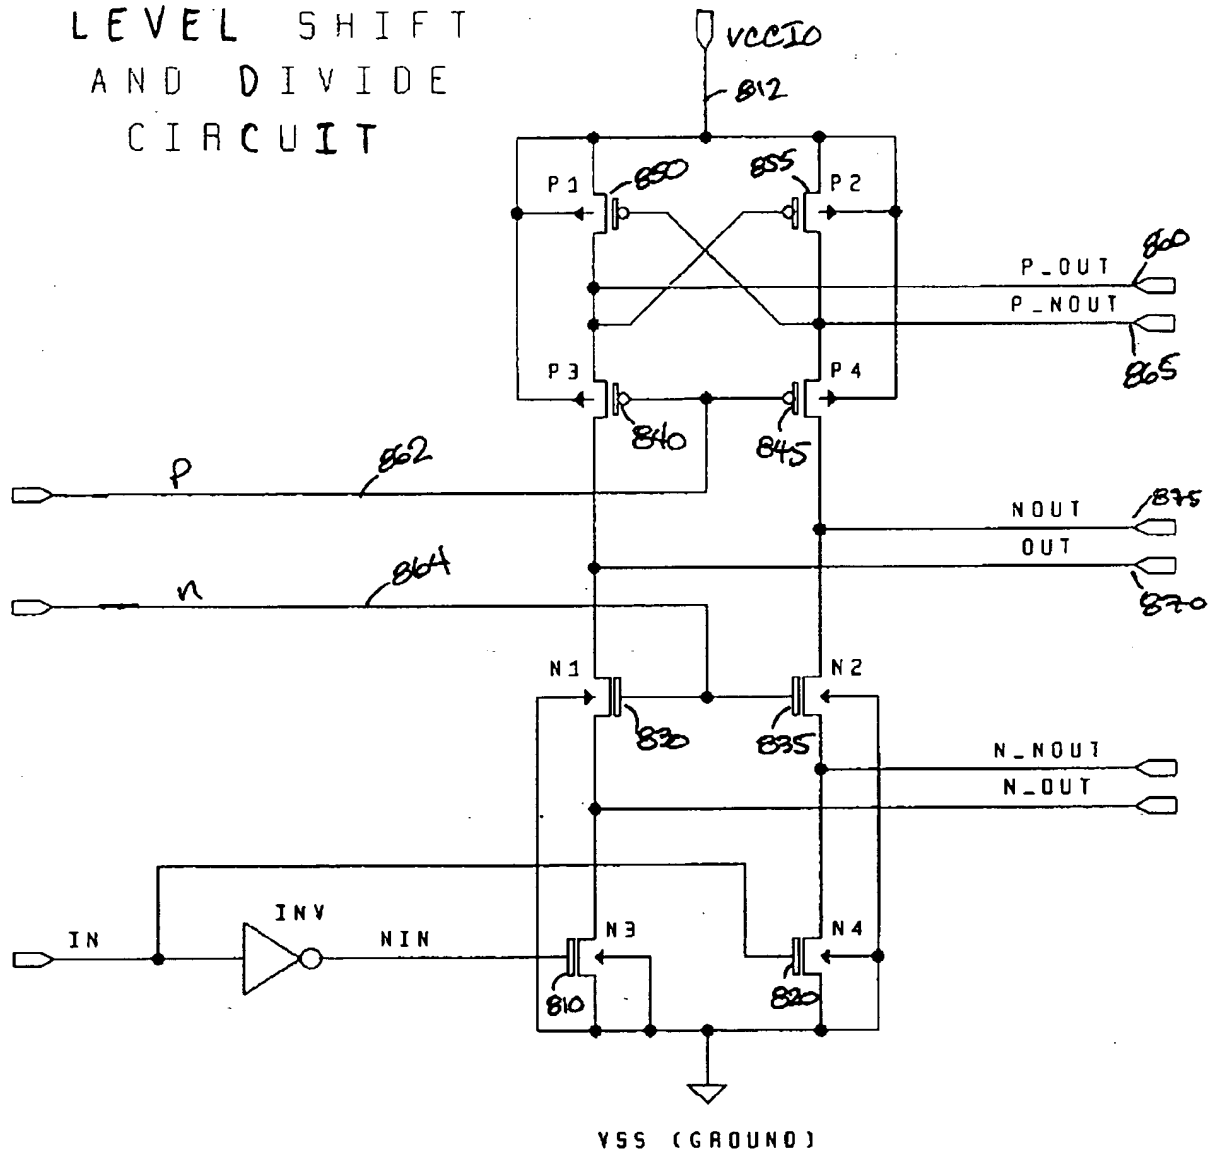 LEVEL SHIFT
AND DIVIDE
CIRCUIT
VCCIO
812
P1
850
855
P2
P_OUT
860
P_NOUT
865
P3
840
P4
845
P
862
NOUT
875
OUT
870
n
864
N1
830
N2
835
N_NOUT
N_OUT
IN
INV
NIN
N3
810
N4
820
VSS (GROUND)